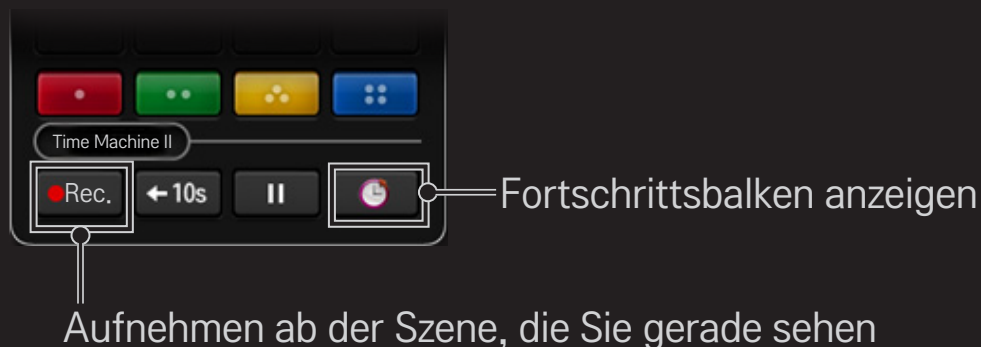 Time Machine II
Rec.
10s
Fortschrittsbalken anzeigen
Aufnehmen ab der Szene, die Sie gerade sehen